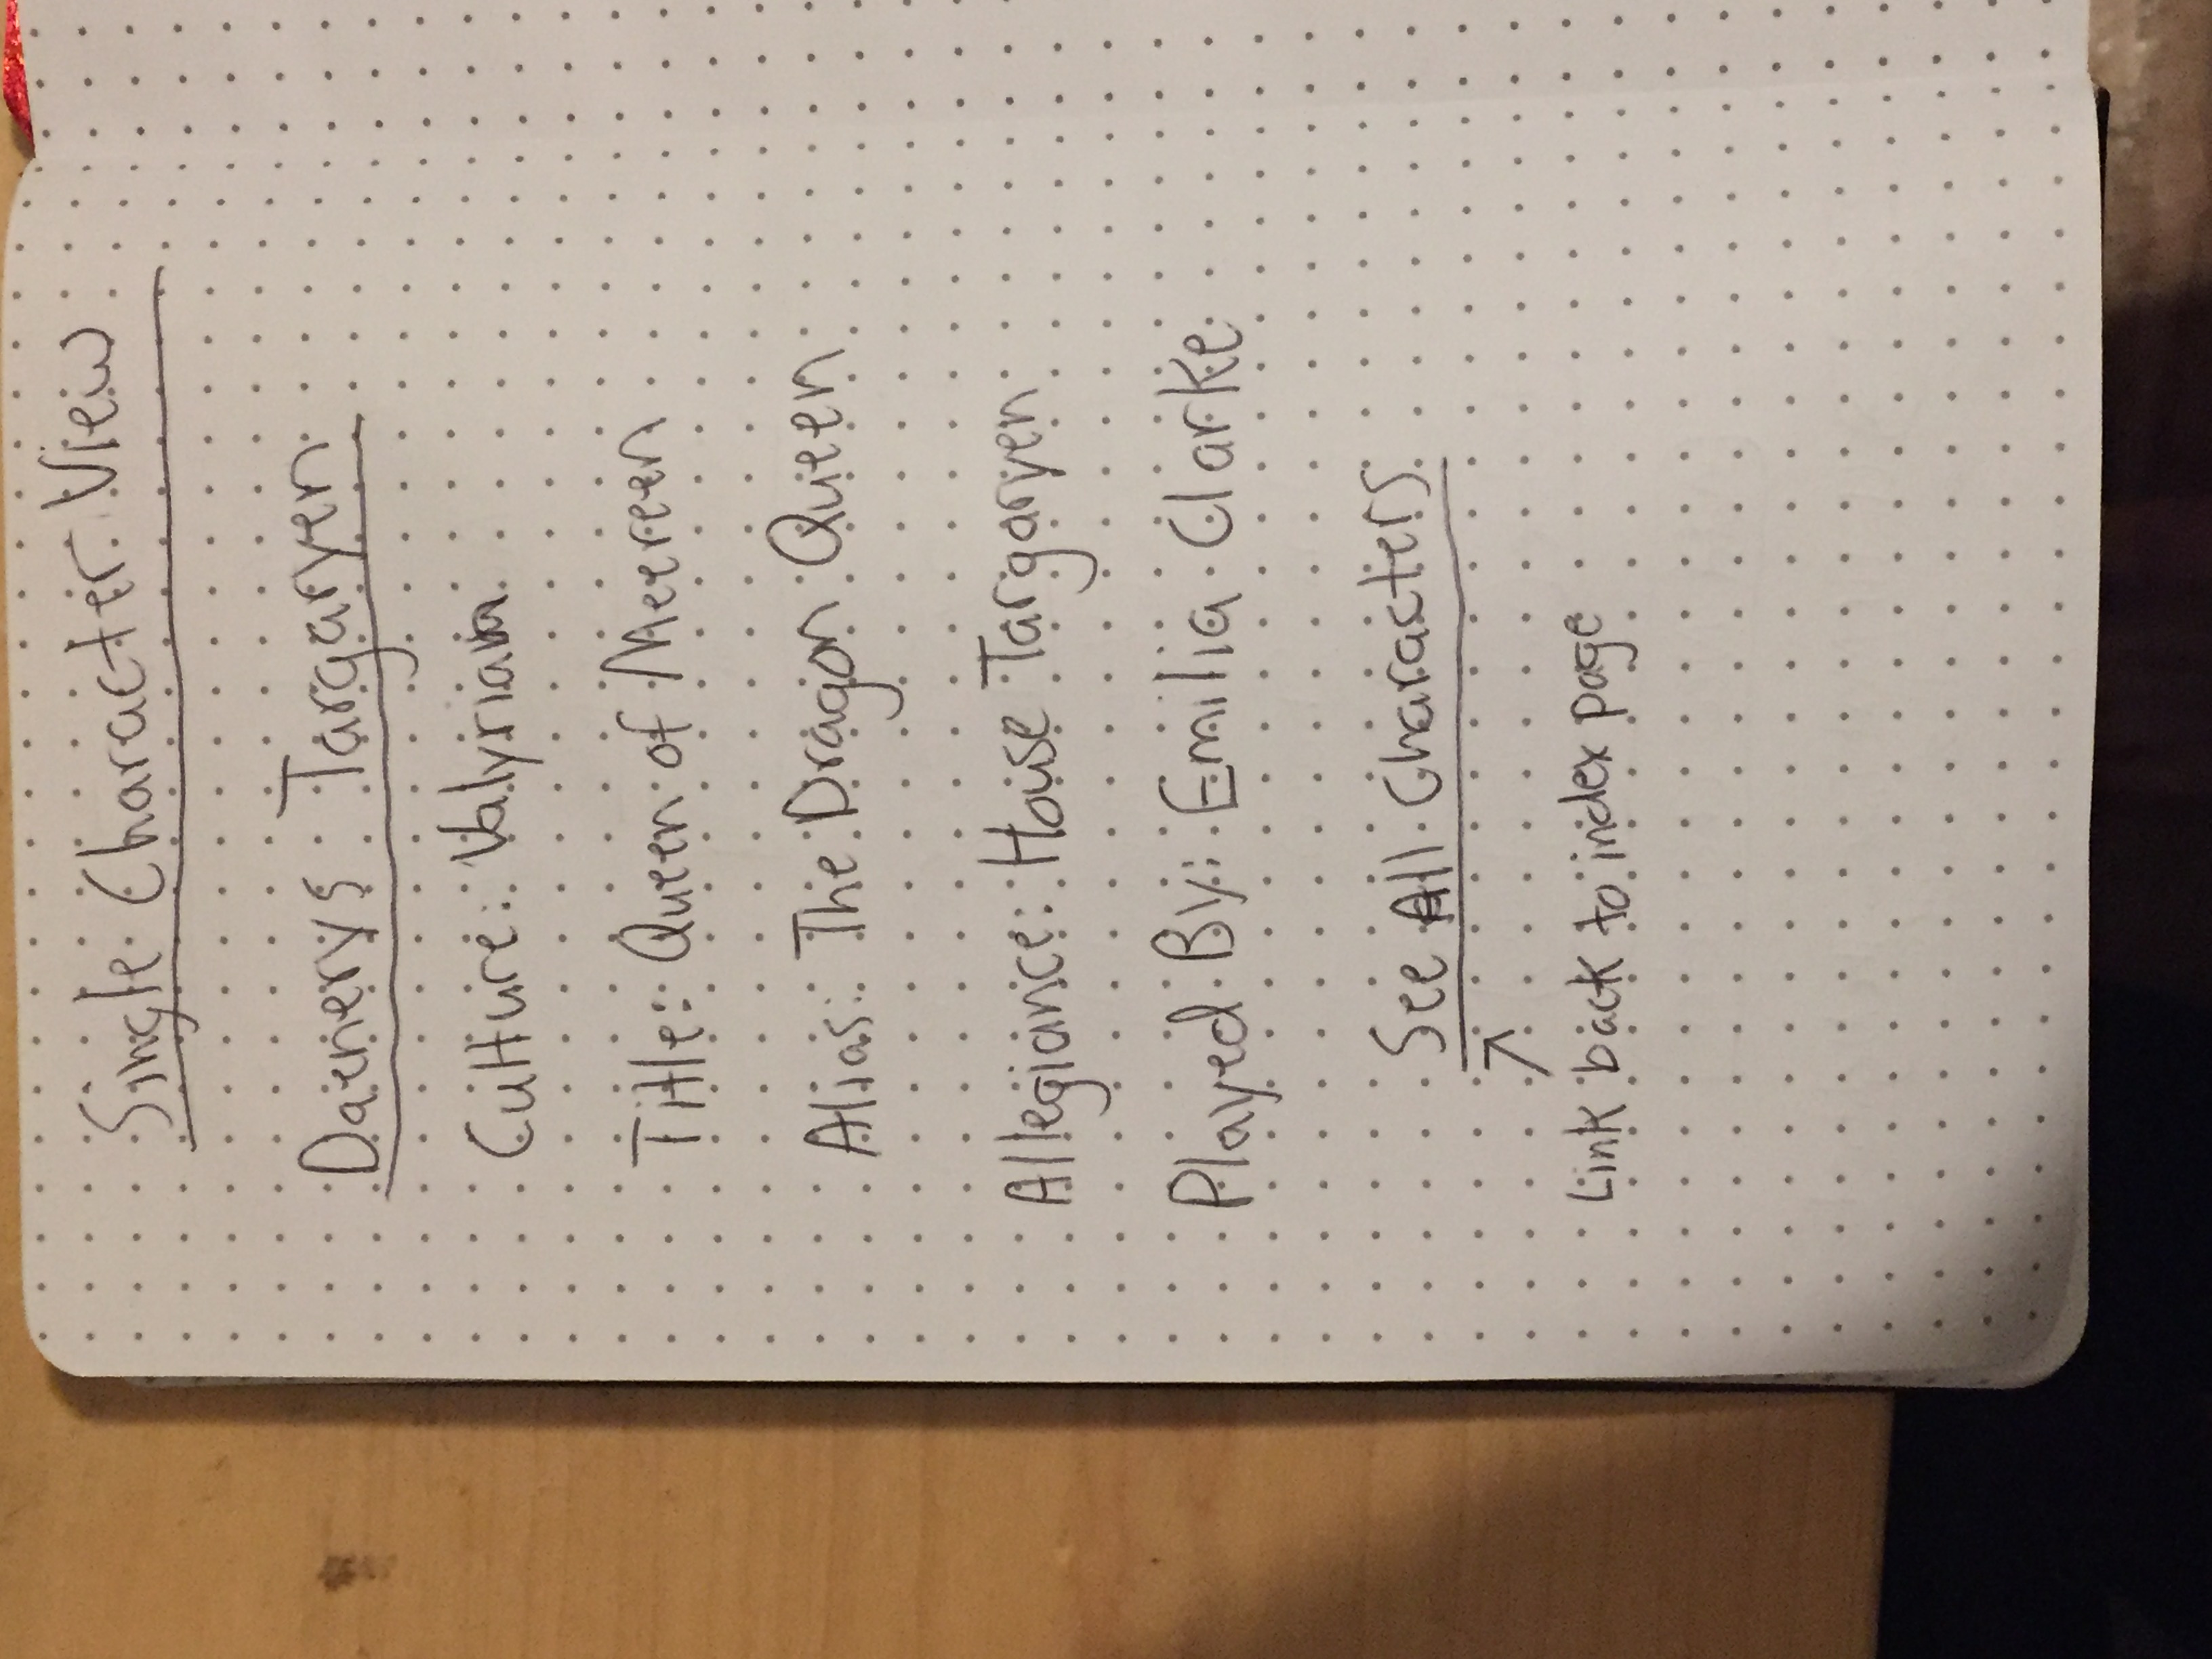 Single Character View
Daenerys Targaryen
Culture: Valyrian
Title: Queen of Meereen
Alias: The Dragon Queen
Allegiance: House Targaryen
Played By: Emilia Clarke
See All Characters
Link back to index page